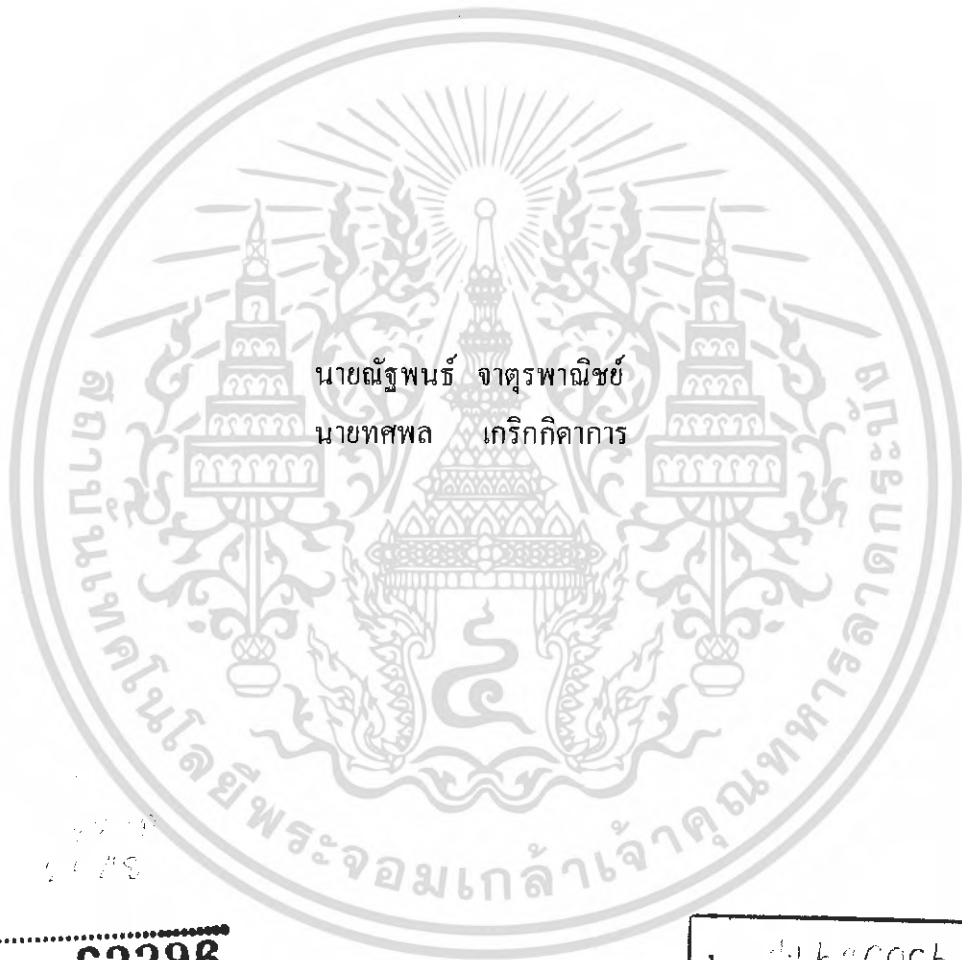 นายณัฐพนธ์ จาตุรพาณิชย์
นายทศพล เกริกกิดาการ
สถาบันเทคโนโลยีพระจอมเกล้าเจ้าคุณทหารลาดกระบัง